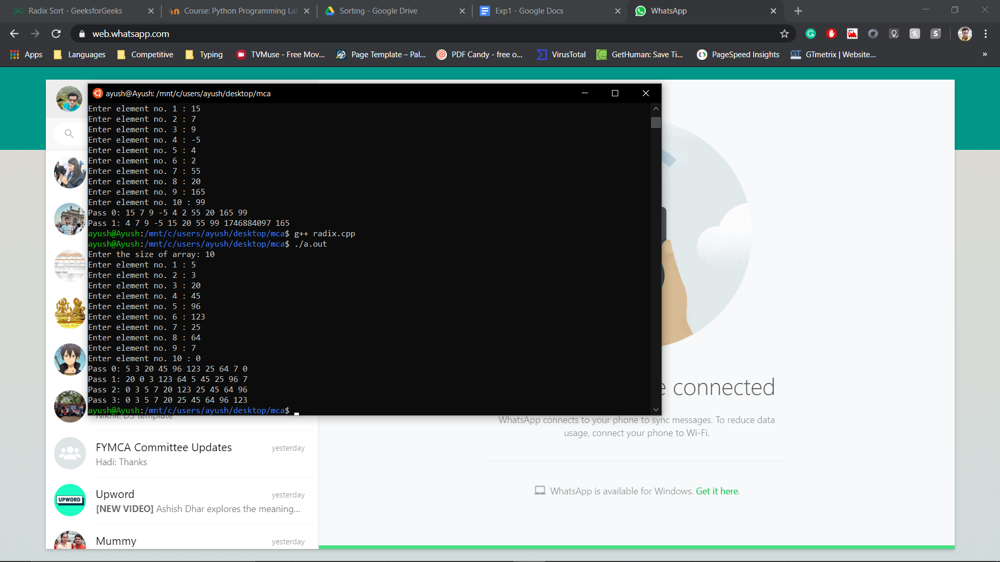 Radix Sort - GeeksforGeeks
Course: Python Programming La
Sorting - Google Drive
Exp1 - Google Docs
WhatsApp
web.whatsapp.com
Apps
Languages
Competitive
Typing
TVMuse - Free Mov...
Page Template – Pal...
PDF Candy - free o...
VirusTotal
GetHuman: Save Ti...
PageSpeed Insights
GTmetrix | Website...
»
ayush@Ayush: /mnt/c/users/ayush/desktop/mca
Enter element no. 1 : 15
Enter element no. 2 : 7
Enter element no. 3 : 9
Enter element no. 4 : -5
Enter element no. 5 : 4
Enter element no. 6 : 2
Enter element no. 7 : 55
Enter element no. 8 : 20
Enter element no. 9 : 165
Enter element no. 10 : 99
Pass 0: 15 7 9 -5 4 2 55 20 165 99
Pass 1: 4 7 9 -5 15 20 55 99 1746884097 165
ayush@Ayush:/mnt/c/users/ayush/desktop/mca$ g++ radix.cpp
ayush@Ayush:/mnt/c/users/ayush/desktop/mca$ ./a.out
Enter the size of array: 10
Enter element no. 1 : 5
Enter element no. 2 : 3
Enter element no. 3 : 20
Enter element no. 4 : 45
Enter element no. 5 : 96
Enter element no. 6 : 123
Enter element no. 7 : 25
Enter element no. 8 : 64
Enter element no. 9 : 7
Enter element no. 10 : 0
Pass 0: 5 3 20 45 96 123 25 64 7 0
Pass 1: 20 0 3 123 64 5 45 25 96 7
Pass 2: 0 3 5 7 20 123 25 45 64 96
Pass 3: 0 3 5 7 20 25 45 64 96 123
ayush@Ayush:/mnt/c/users/ayush/desktop/mca$
Nikhil: DS template
FYMCA Committee Updates
yesterday
Hadi: Thanks
Upword
yesterday
UPWORD
[NEW VIDEO] Ashish Dhar explores the meaning...
Mummy
yesterday
e connected
WhatsApp connects to your phone to sync messages. To reduce data
usage, connect your phone to Wi-Fi.
WhatsApp is available for Windows. Get it here.